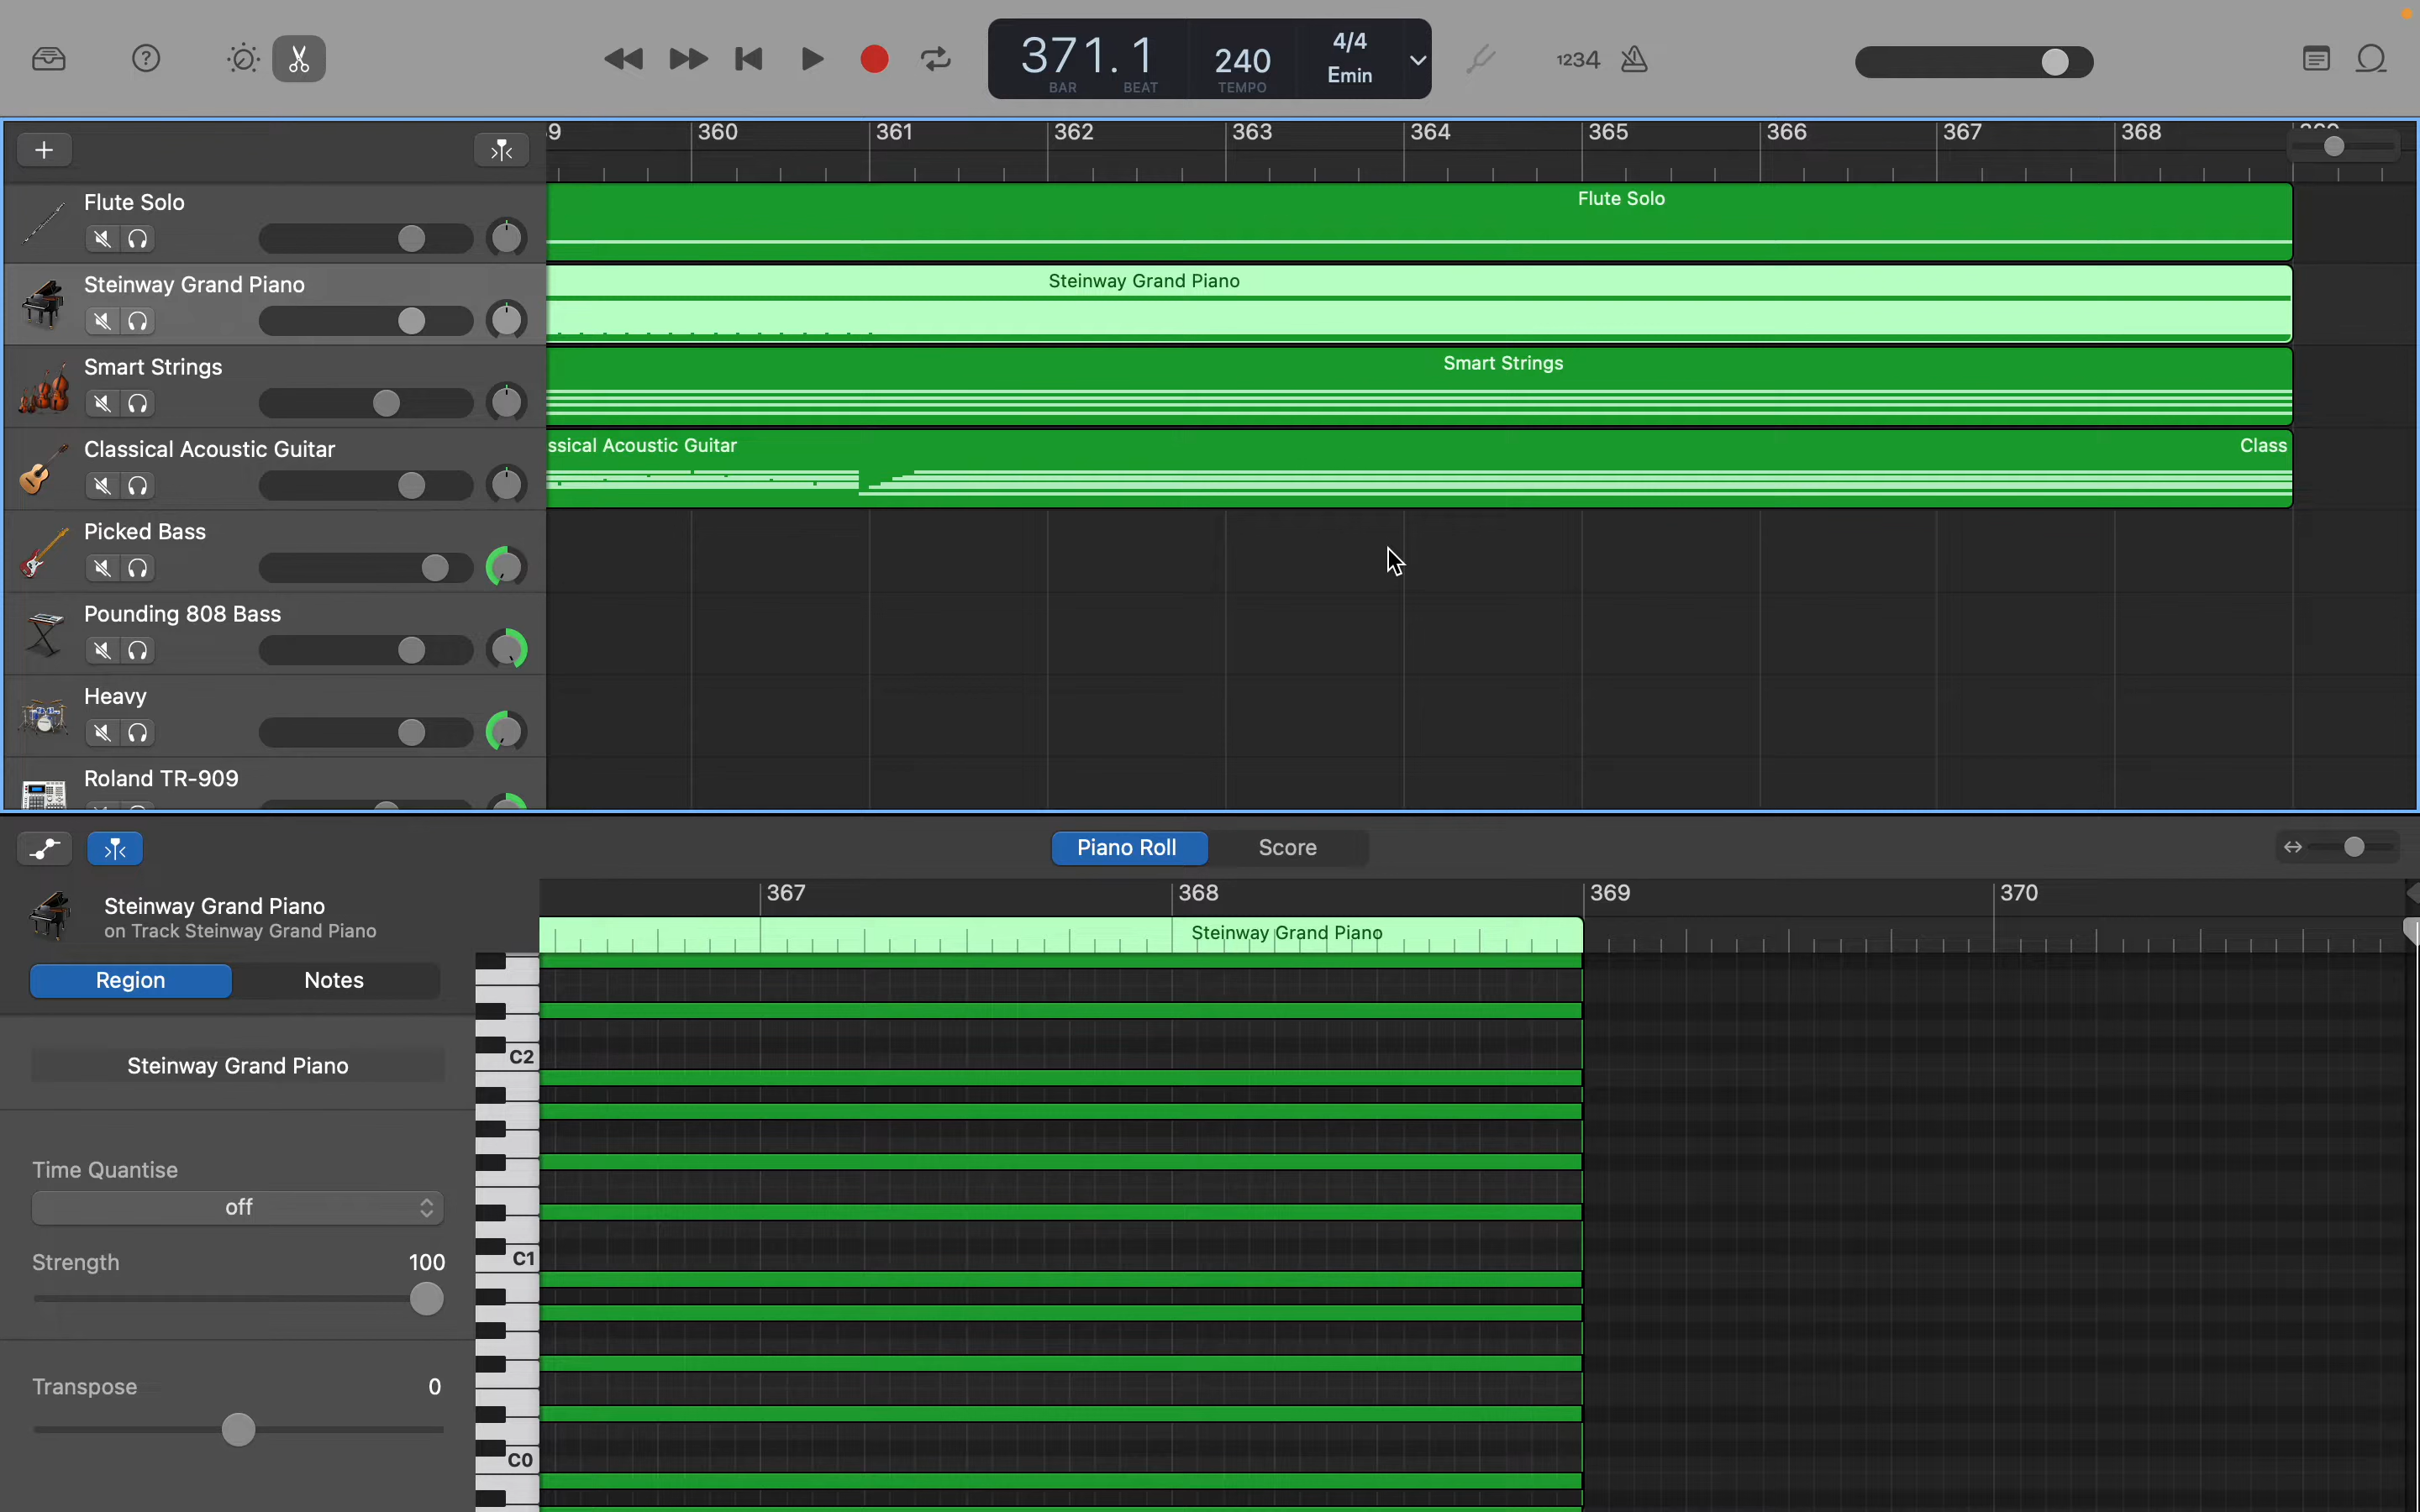 371.1 240 4/4
Emin
BAR BEAT TEMPO
1234
9 360 361 362 363 364 365 366 367 368
Flute Solo
Flute Solo
Steinway Grand Piano
Steinway Grand Piano
Smart Strings
Smart Strings
Classical Acoustic Guitar
ssical Acoustic Guitar Class
Picked Bass
Pounding 808 Bass
Heavy
Roland TR-909
Piano Roll Score
367 368 369 370
Steinway Grand Piano
on Track Steinway Grand Piano
Steinway Grand Piano
Region Notes
C2
Steinway Grand Piano
Time Quantise
off
Strength 100
C1
Transpose 0
C0